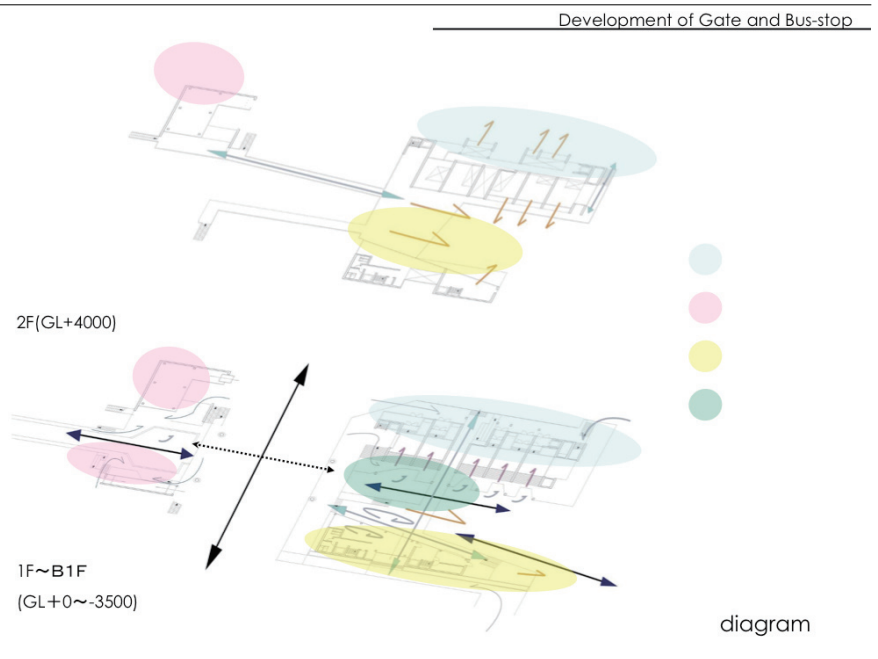 Development of Gate and Bus-stop
2F(GL+4000)
1F～B1F
(GL＋0～-3500)
diagram